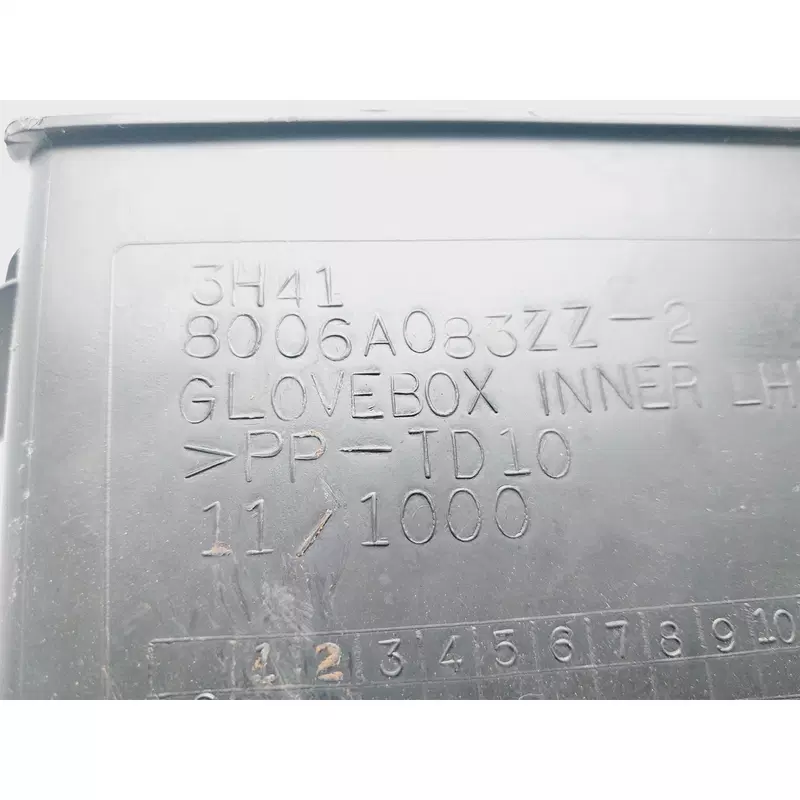 3H41
8006A083ZZ-2
GLOVEBOX INNER LH
>PP-TD10
11/1000
1 2 3 4 5 6 7 8 9 10